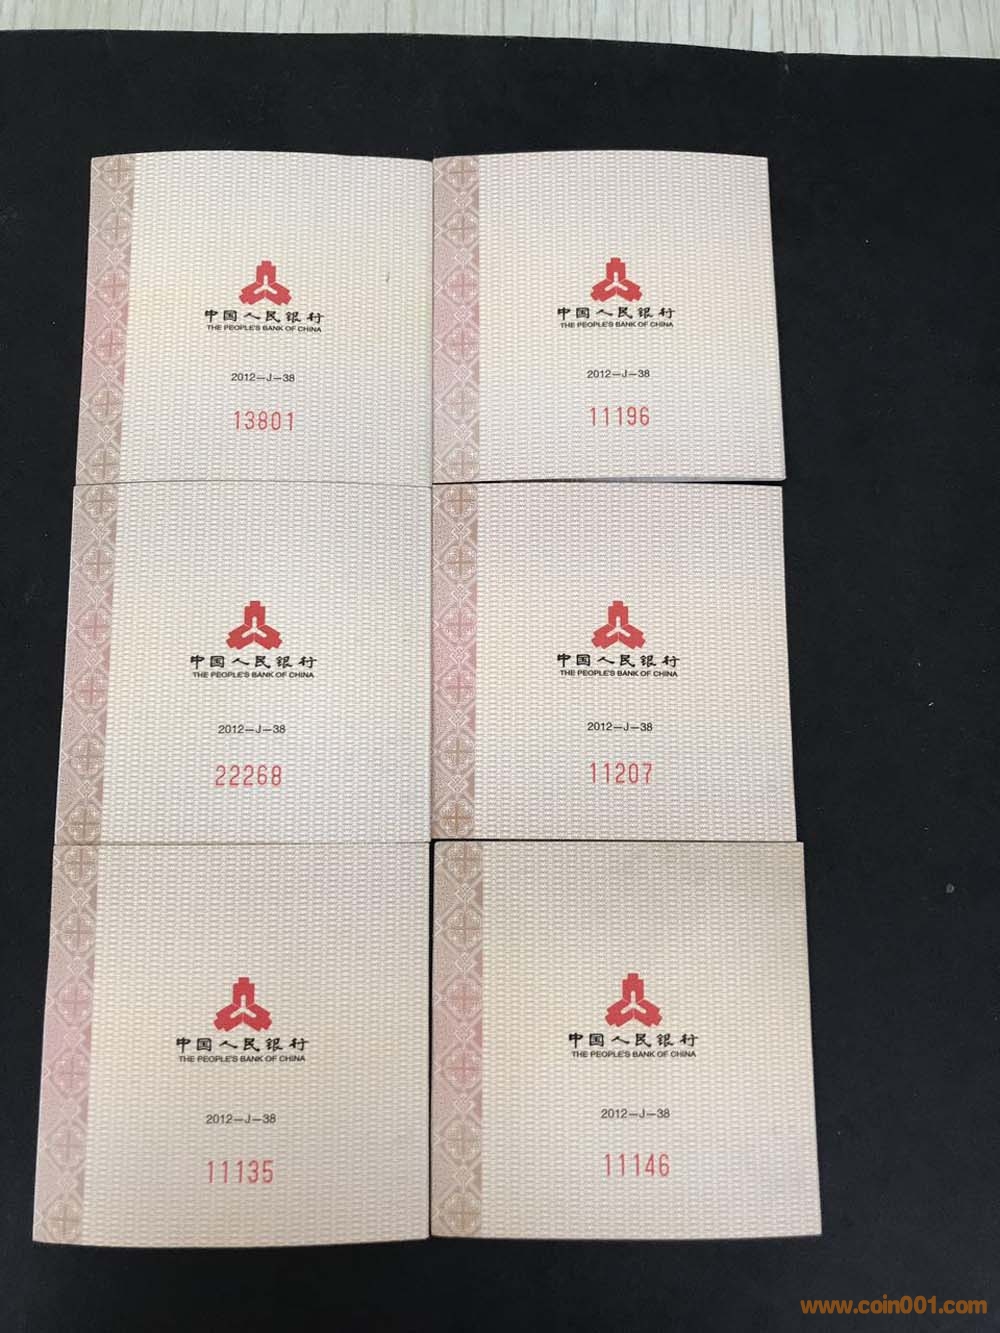 中国人民银行
THE PEOPLE'S BANK OF CHINA
2012—J—38
13801
中国人民银行
THE PEOPLE'S BANK OF CHINA
2012—J—38
11196
中国人民银行
THE PEOPLE'S BANK OF CHINA
2012—J—38
22268
中国人民银行
THE PEOPLE'S BANK OF CHINA
2012—J—38
11207
中国人民银行
THE PEOPLE'S BANK OF CHINA
2012—J—38
11135
中国人民银行
THE PEOPLE'S BANK OF CHINA
2012—J—38
11146
www.coin001.com